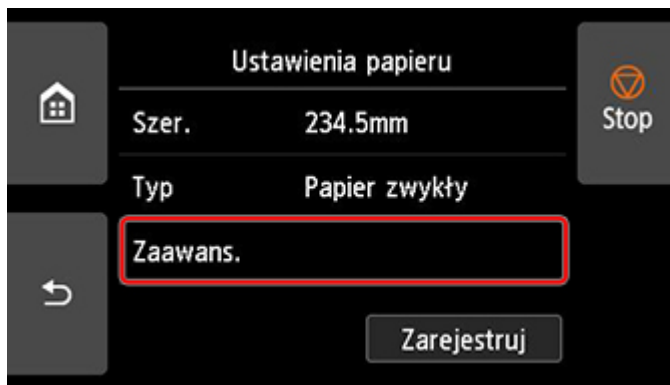 Ustawienia papieru
Stop
Szer. 234.5mm
Typ Papier zwykły
Zaawans.
Zarejestruj